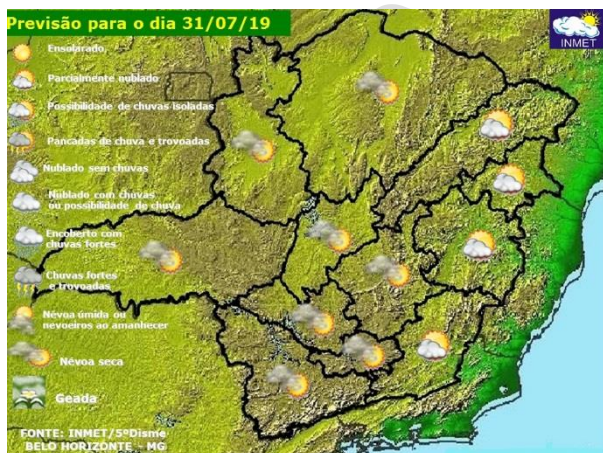 Previsão para o dia 31/07/19
INMET
Ensolarado
Parcialmente nublado
Possibilidade de chuvas isoladas
Pancadas de chuva e trovoadas
Nublado sem chuvas
Nublado com chuvas
ou possibilidade de chuva
Encoberto com
chuvas fortes
Chuvas fortes
e trovoadas
Névoa úmida ou
nevoeiros ao amanhecer
Névoa seca
Geada
FONTE: INMET/5ºDisme
BELO HORIZONTE - MG